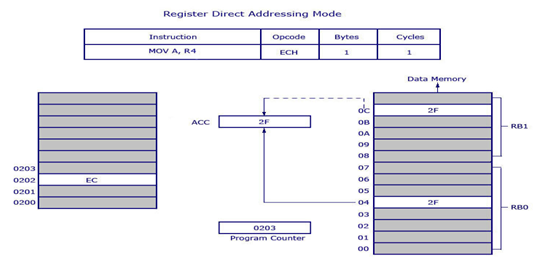 Register Direct Addressing Mode
Instruction Opcode Bytes Cycles
MOV A, R4 ECH 1 1
Data Memory
ACC 2F
0C 2F
0B
0A
09
08
RB1
0203
0202 EC
0201
0200
07
06
05
04 2F
03
02
01
00
RB0
0203
Program Counter